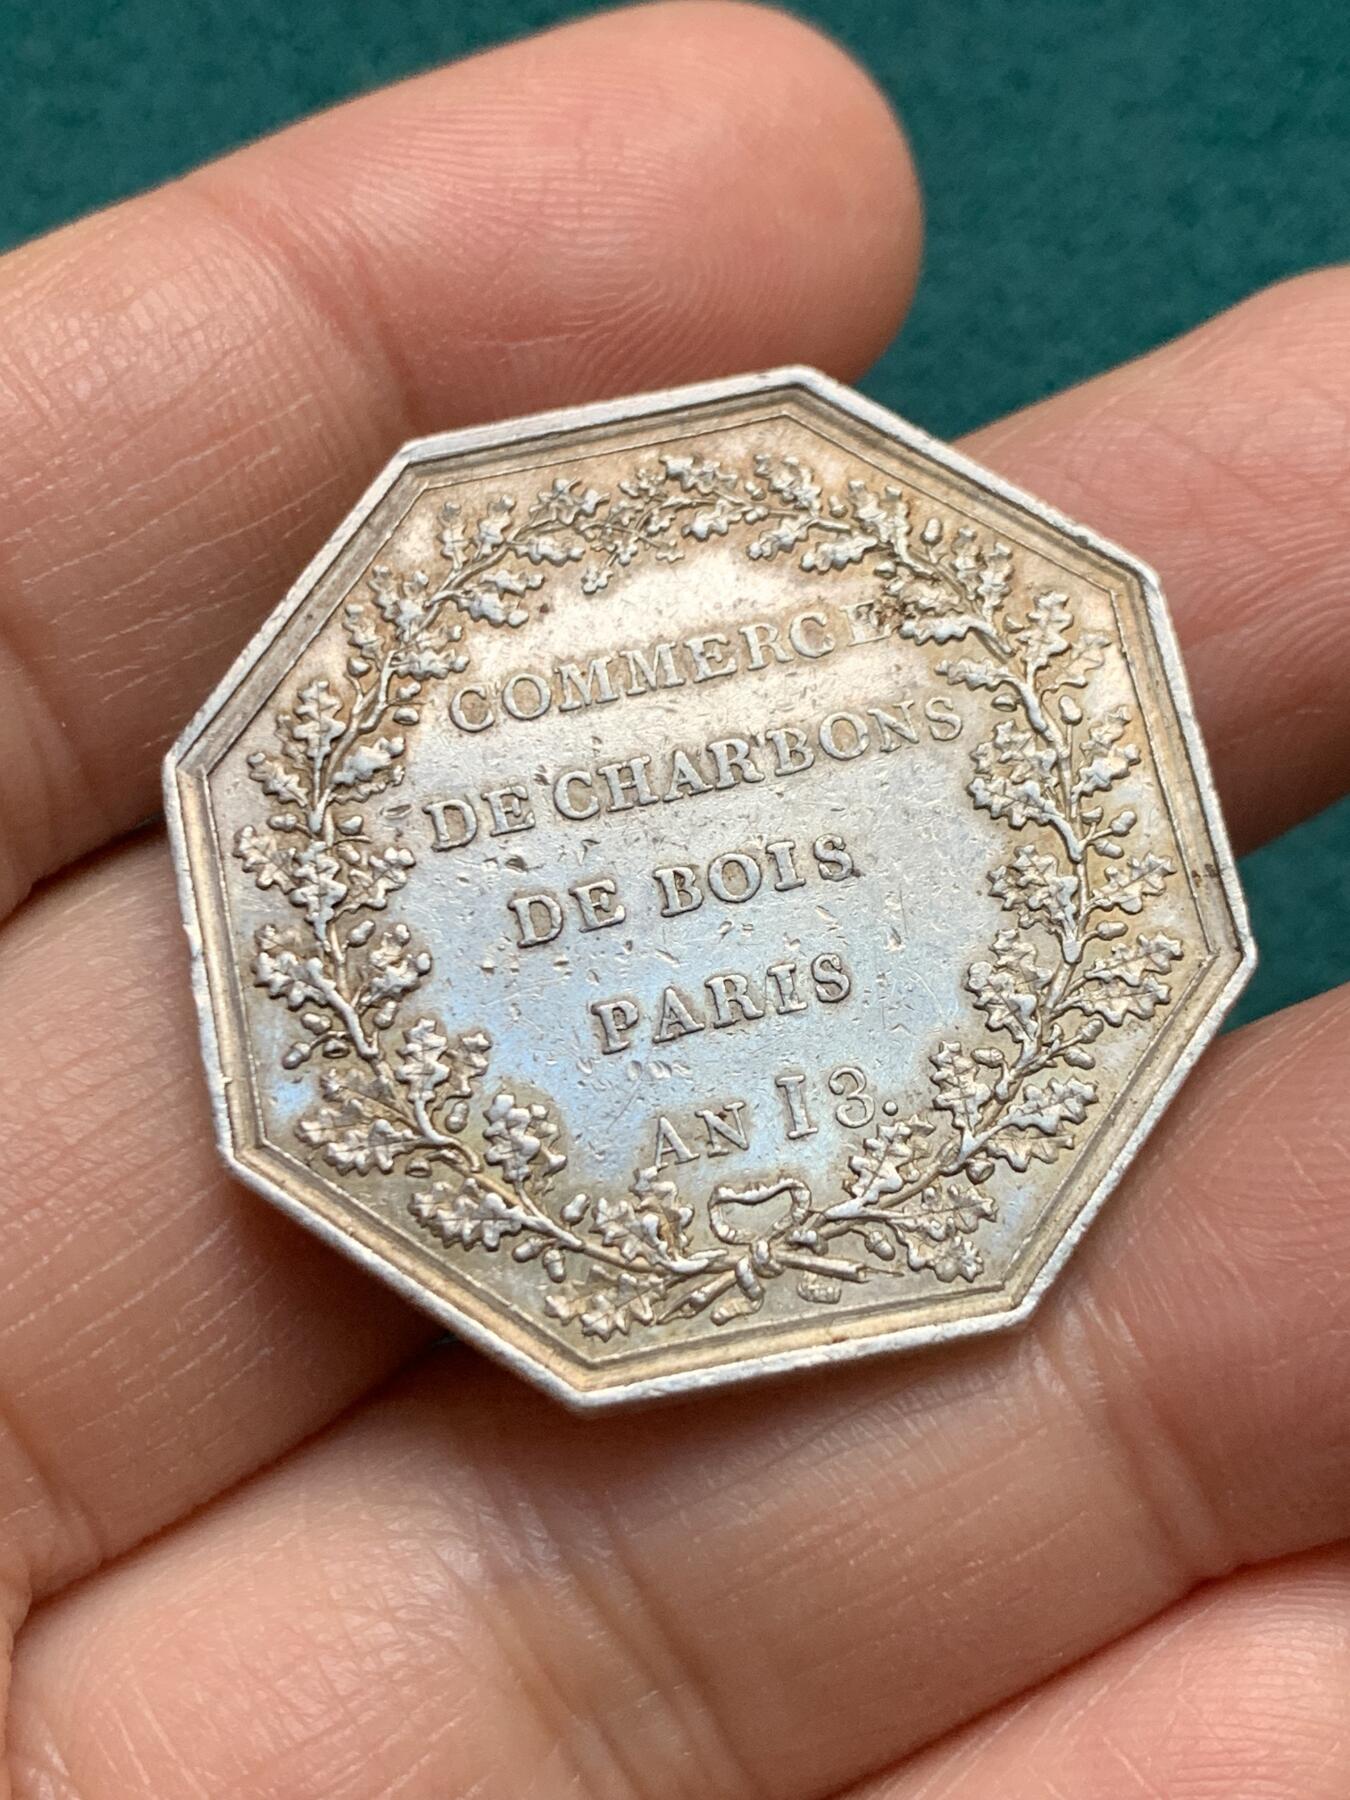 COMMERCE
DE CHARBONS
DE BOIS
PARIS
AN 13.